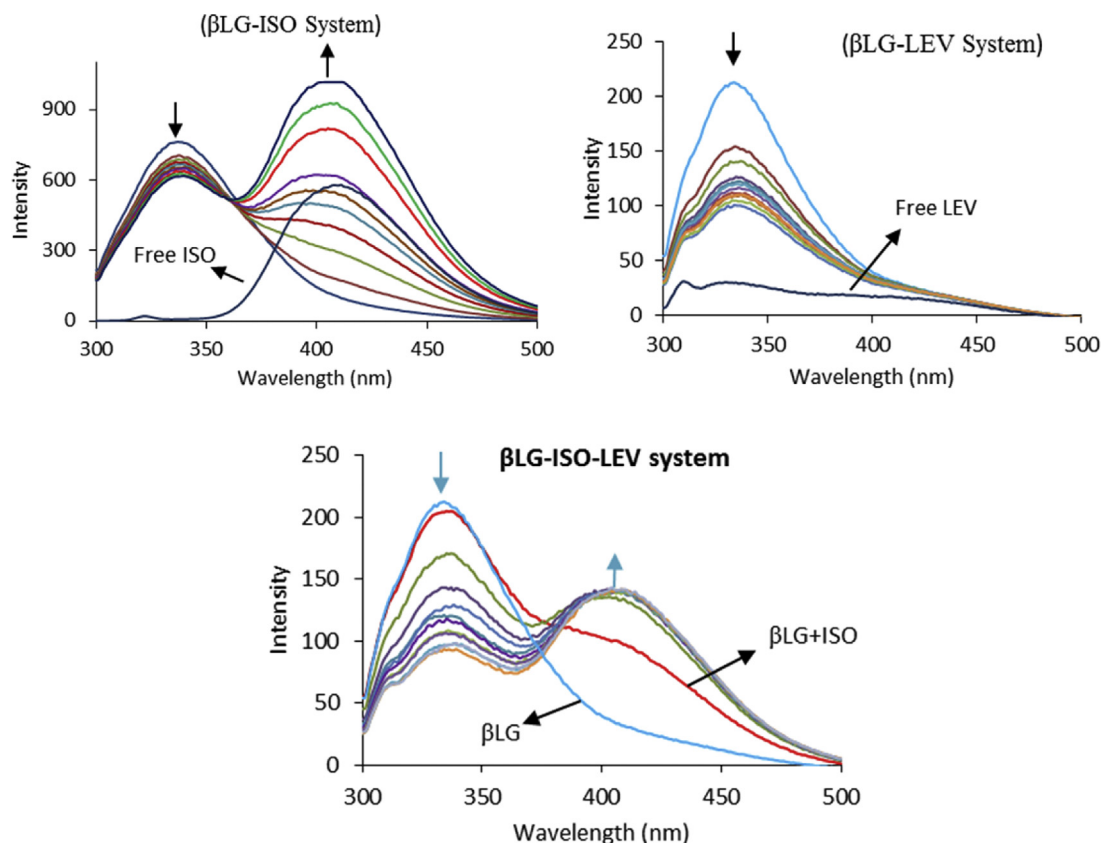 (βLG-ISO System)
900
600
300
0
Intensity
Free ISO
300
350
400
450
500
Wavelength (nm)
(βLG-LEV System)
250
200
150
100
50
0
Intensity
Free LEV
300
350
400
450
500
Wavelength (nm)
βLG-ISO-LEV system
250
200
150
100
50
0
Intensity
βLG+ISO
βLG
300
350
400
450
500
Wavelength (nm)